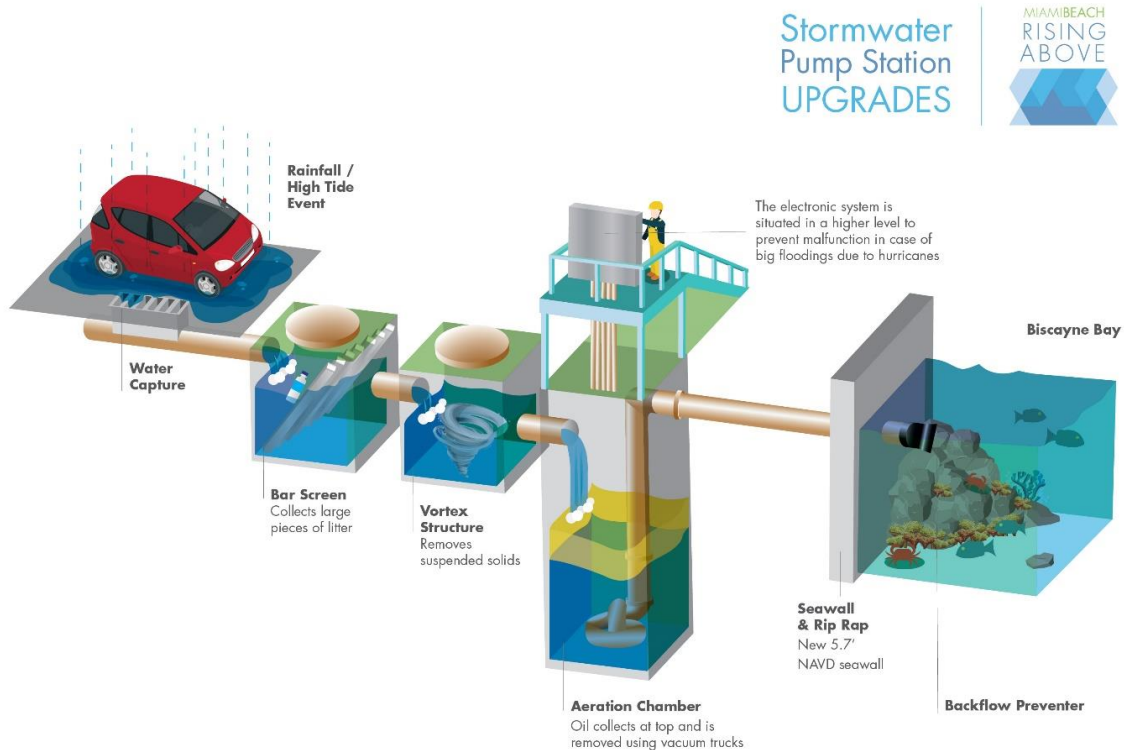 Stormwater
Pump Station
UPGRADES
MIAMIBEACH
RISING
ABOVE
Rainfall /
High Tide
Event
The electronic system is
situated in a higher level to
prevent malfunction in case of
big floodings due to hurricanes
Biscayne Bay
Water
Capture
Bar Screen
Collects large
pieces of litter
Vortex
Structure
Removes
suspended solids
Seawall
& Rip Rap
New 5.7'
NAVD seawall
Backflow Preventer
Aeration Chamber
Oil collects at top and is
removed using vacuum trucks